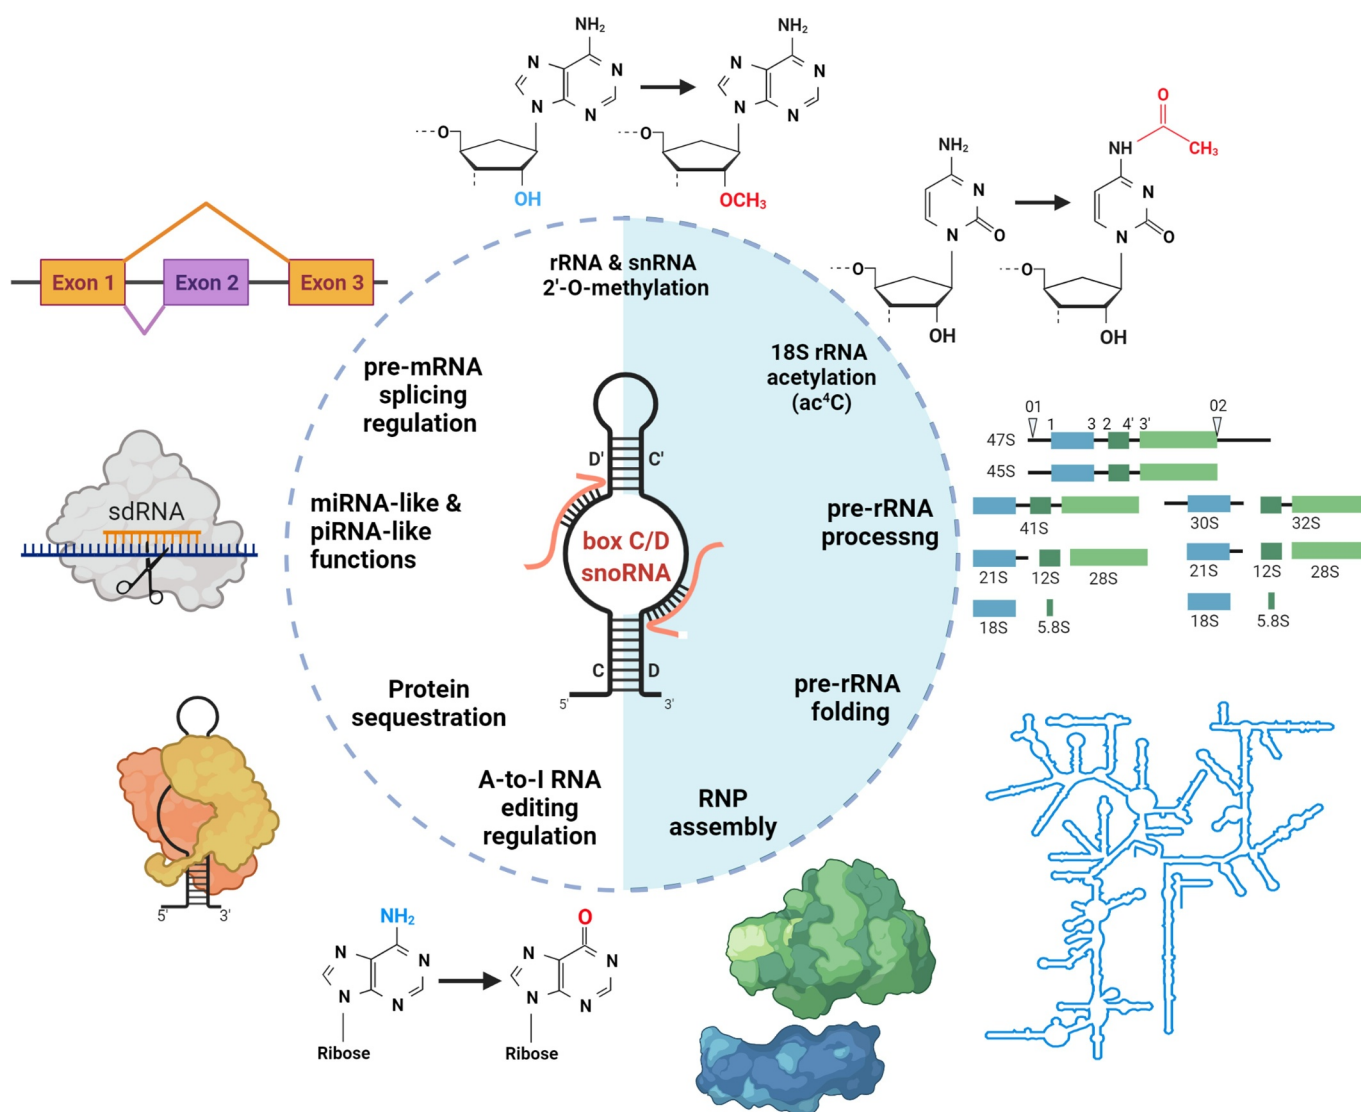 NH₂
N
N
N
N
O
OH
NH₂
N
N
N
N
O
OCH₃
NH₂
N
O
N
O
OH
O
NH
CH₃
N
O
N
O
OH
Exon 1
Exon 2
Exon 3
rRNA & snRNA
2'-O-methylation
18S rRNA
acetylation
(ac⁴C)
pre-mRNA
splicing
regulation
01
02
1
3
2
4'
3'
47S
45S
41S
30S
32S
21S
12S
28S
21S
12S
28S
18S
5.8S
18S
5.8S
sdRNA
miRNA-like &
piRNA-like
functions
D'
C'
box C/D
snoRNA
C
D
5'
3'
pre-rRNA
processng
pre-rRNA
folding
Protein
sequestration
A-to-I RNA
editing
regulation
RNP
assembly
5'
3'
NH₂
N
N
N
N
Ribose
O
N
N
N
N
Ribose